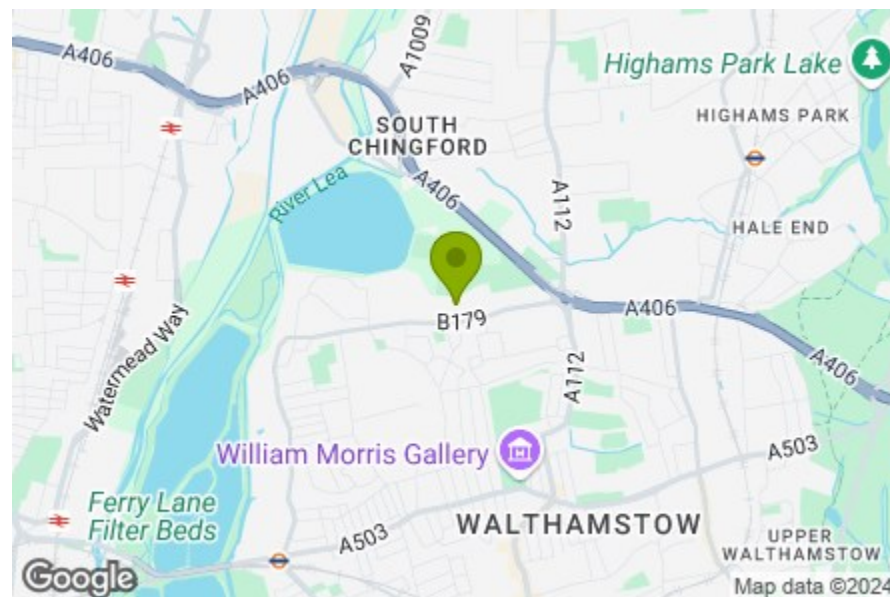 A406
A406
A1009
Highams Park Lake
HIGHAMS PARK
SOUTH
CHINGFORD
A406
River Lea
A112
HALE END
B179
A406
Watermead Way
A112
A406
William Morris Gallery
A503
Ferry Lane
Filter Beds
A503
WALTHAMSTOW
UPPER
WALTHAMSTOW
Google
Map data ©2024